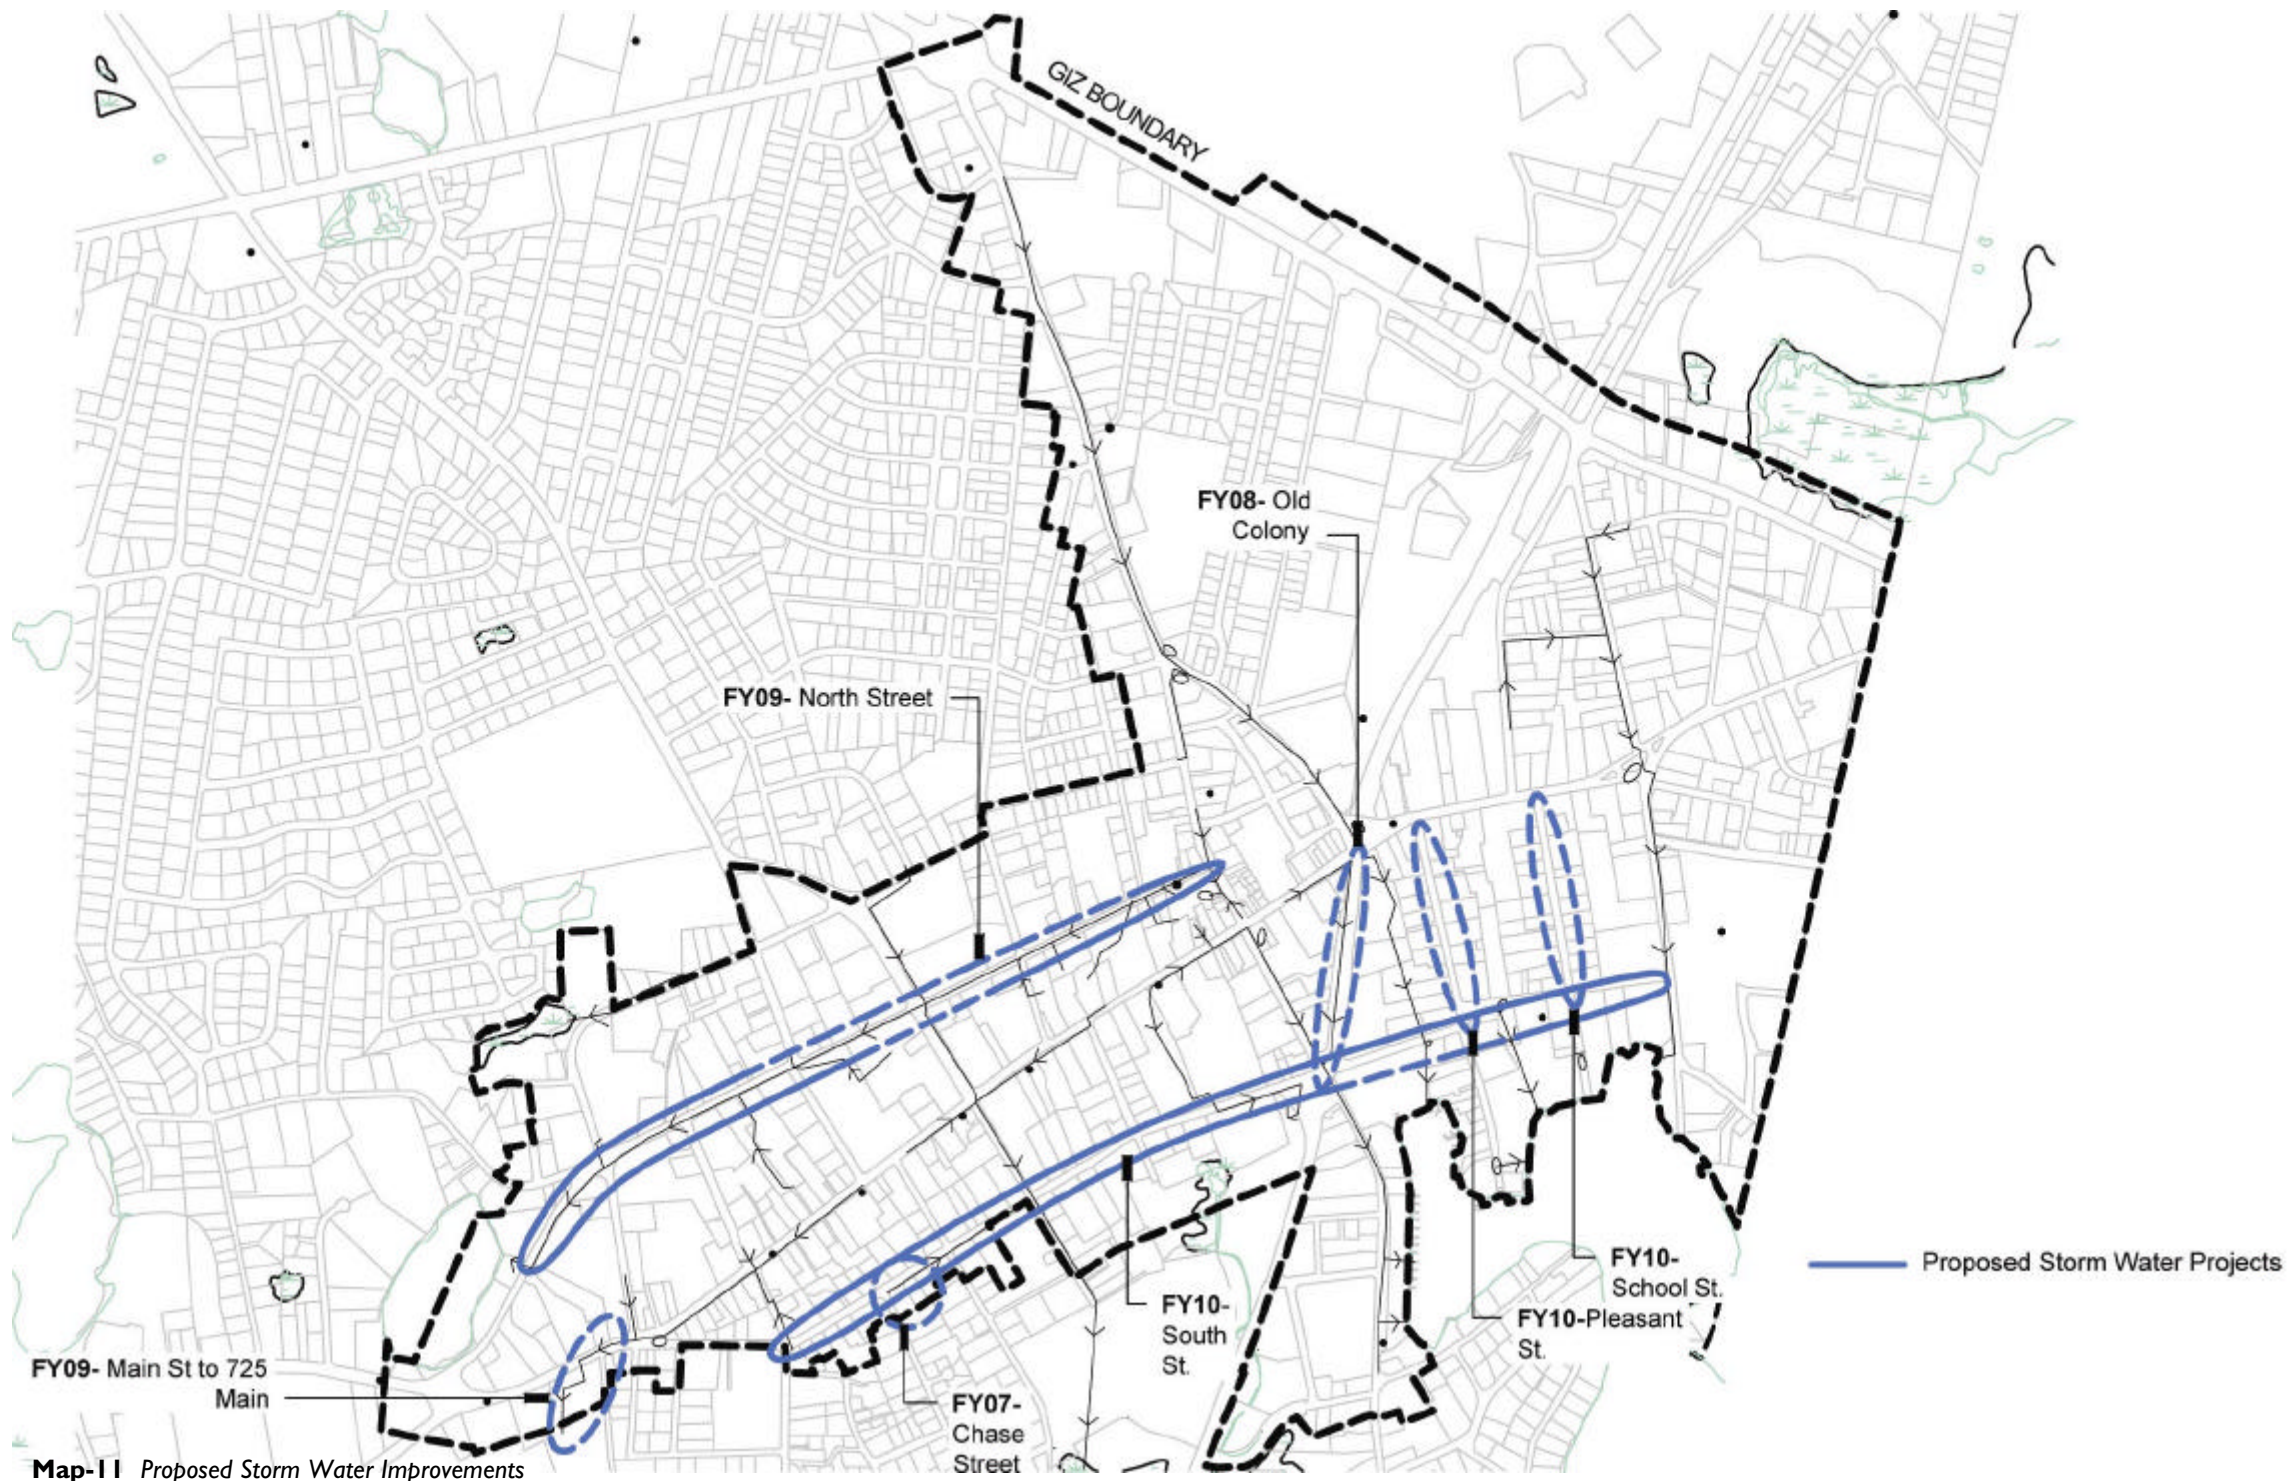 GIZ BOUNDARY
FY08- Old
Colony
FY09- North Street
FY10-
School St.
Proposed Storm Water Projects
FY10-Pleasant
St.
FY10-
South
St.
FY09- Main St to 725
Main
FY07-
Chase
Street
Map-11 Proposed Storm Water Improvements